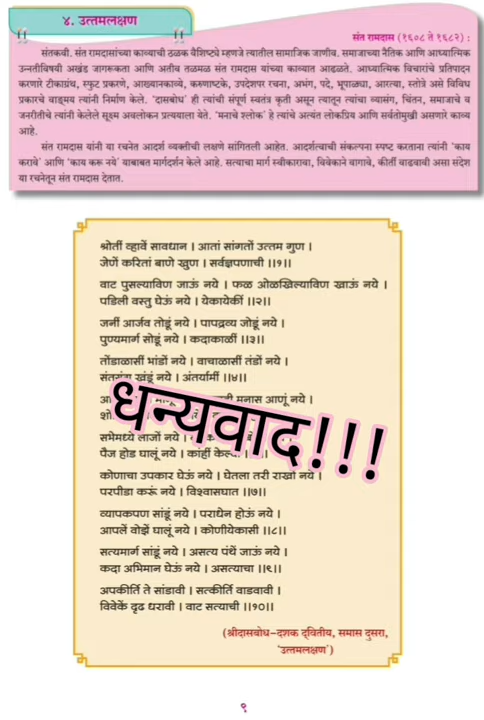 ४. उत्तमलक्षण
संत रामदास (१६०८ ते १६८२) :
संतकवी. संत रामदासांच्या काव्याची ठळक वैशिष्ट्ये म्हणजे त्यातील सामाजिक जाणीव. समाजाच्या नैतिक आणि आध्यात्मिक
उन्नतीविषयी अखंड जागरूकता आणि अतीव तळमळ संत रामदास यांच्या काव्यात आढळते. आध्यात्मिक विचारांचे प्रतिपादन
करणारे टीकाग्रंथ, स्फुट प्रकरणे, आख्यानकाव्ये, करुणाष्टके, उपदेशपर रचना, अभंग, पदे, भूपाळ्या, आरत्या, स्तोत्रे असे विविध
प्रकारचे वाङ्मय त्यांनी निर्माण केले. 'दासबोध' ही त्यांची संपूर्ण स्वतंत्र कृती असून त्यातून त्यांचा व्यासंग, चिंतन, समाजाचे व
जनरीतीचे त्यांनी केलेले सूक्ष्म अवलोकन प्रत्ययाला येते. 'मनाचे श्लोक' हे त्यांचे अत्यंत लोकप्रिय आणि सर्वतोमुखी असणारे काव्य
आहे.
संत रामदास यांनी या रचनेत आदर्श व्यक्तीची लक्षणे सांगितली आहेत. आदर्शत्वाची संकल्पना स्पष्ट करताना त्यांनी 'काय
करावे' आणि 'काय करू नये' याबाबत मार्गदर्शन केले आहे. सत्याचा मार्ग स्वीकारावा, विवेकाने वागावे, कीर्ती वाढवावी असा संदेश
या रचनेतून संत रामदास देतात.
श्रोतीं व्हावें सावधान । आतां सांगतों उत्तम गुण ।
जेणें करितां बाणे खुण । सर्वज्ञपणाची ।।१।।
वाट पुसल्याविण जाऊं नये । फळ ओळखिल्याविण खाऊं नये ।
पडिली वस्तु घेऊं नये । येकायेकीं ।।२।।
जनीं आर्जव तोडूं नये । पापद्रव्य जोडूं नये ।
पुण्यमार्ग सोडूं नये । कदाकाळीं ।।३।।
तोंडाळासीं भांडों नये । वाचाळासीं तंडों नये ।
संतसंग खंडूं नये । अंतर्यामीं ।।४।।
मनास आणूं नये ।
सभेमध्यें लाजों नये ।
पैज होड घालूं नये । कांहीं
कोणाचा उपकार घेऊं नये । घेतला तरी राखों नये ।
परपीडा करूं नये । विश्वासघात ।।७।।
व्यापकपण सांडूं नये । पराधेन होऊं नये ।
आपलें वोझें घालूं नये । कोणीयेकासी ।।८।।
सत्यमार्ग सांडूं नये । असत्य पंथें जाऊं नये ।
कदा अभिमान घेऊं नये । असत्याचा ।।९।।
अपकीर्ति ते सांडावी । सत्कीर्ति वाडवावी ।
विवेकें दृढ धरावी । वाट सत्याची ।।१०।।
धन्यवाद!!!
(श्रीदासबोध-दशक द्वितीय, समास दुसरा,
'उत्तमलक्षण')
९